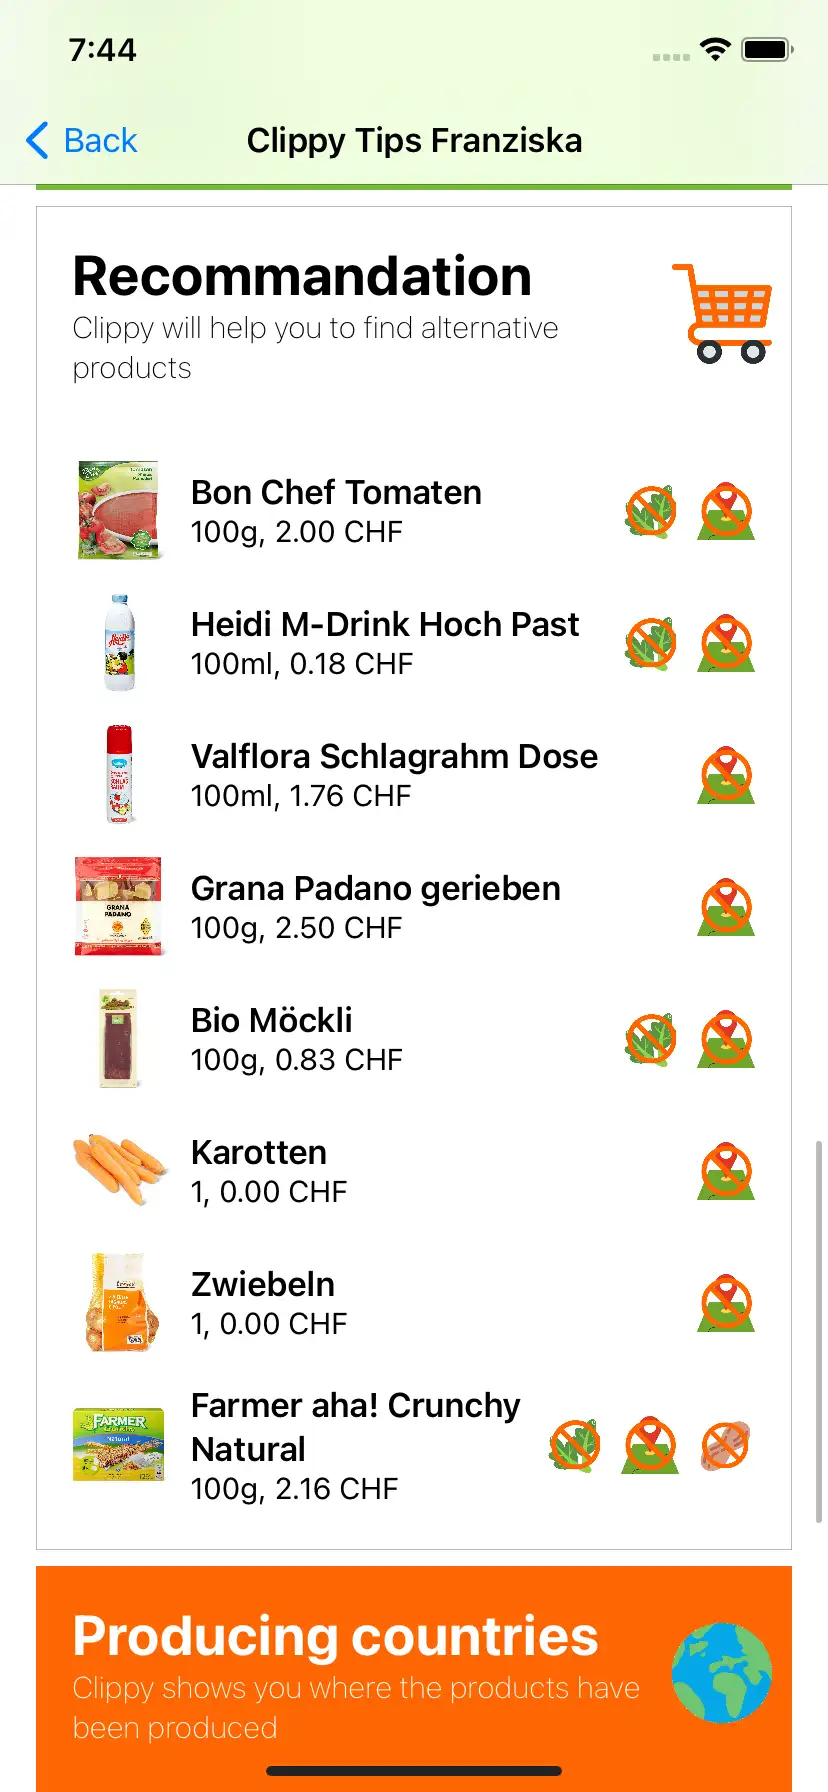 7:44
Back
Clippy Tips Franziska
Recommandation
Clippy will help you to find alternative
products
Bon Chef Tomaten
100g, 2.00 CHF
Heidi M-Drink Hoch Past
100ml, 0.18 CHF
Valflora Schlagrahm Dose
100ml, 1.76 CHF
GRANA
PADANO
Grana Padano gerieben
100g, 2.50 CHF
Bio Möckli
100g, 0.83 CHF
Karotten
1, 0.00 CHF
Zwiebeln
1, 0.00 CHF
FARMER
Natural
Farmer aha! Crunchy
Natural
100g, 2.16 CHF
Producing countries
Clippy shows you where the products have
been produced